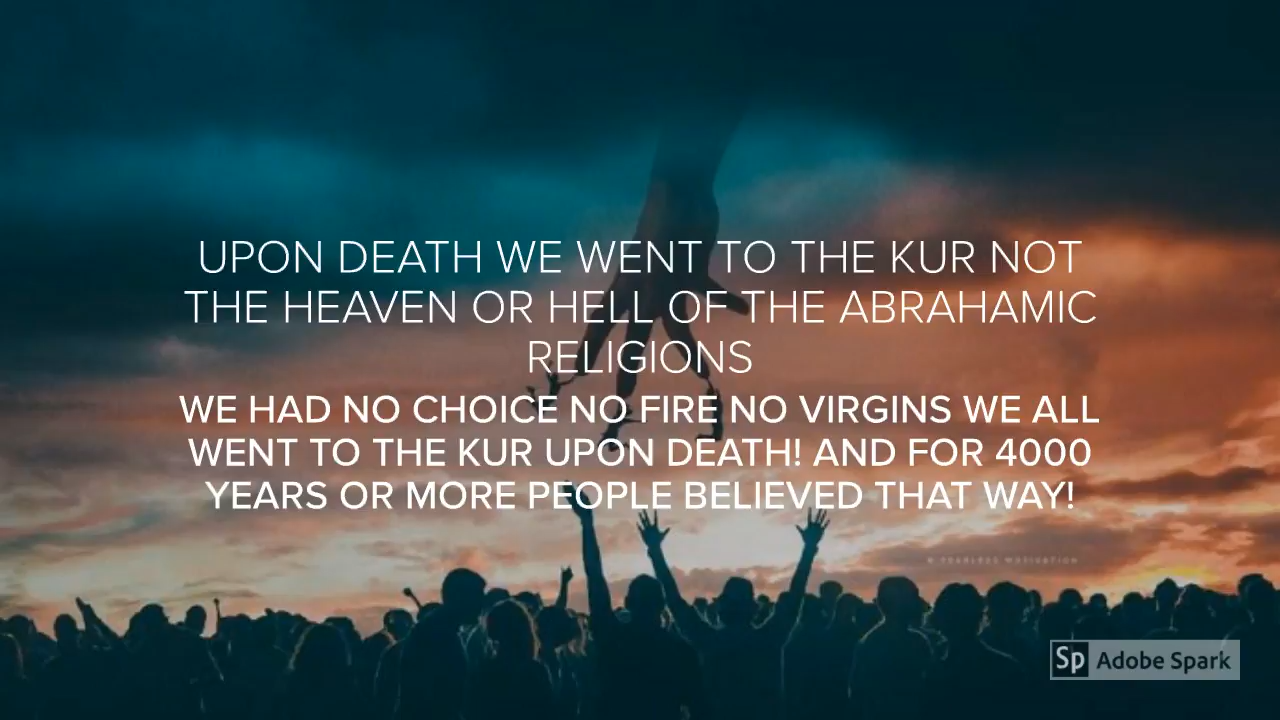 UPON DEATH WE WENT TO THE KUR NOT
THE HEAVEN OR HELL OF THE ABRAHAMIC
RELIGIONS
WE HAD NO CHOICE NO FIRE NO VIRGINS WE ALL
WENT TO THE KUR UPON DEATH! AND FOR 4000
YEARS OR MORE PEOPLE BELIEVED THAT WAY!
FEARLESS MOTIVATION
Sp Adobe Spark